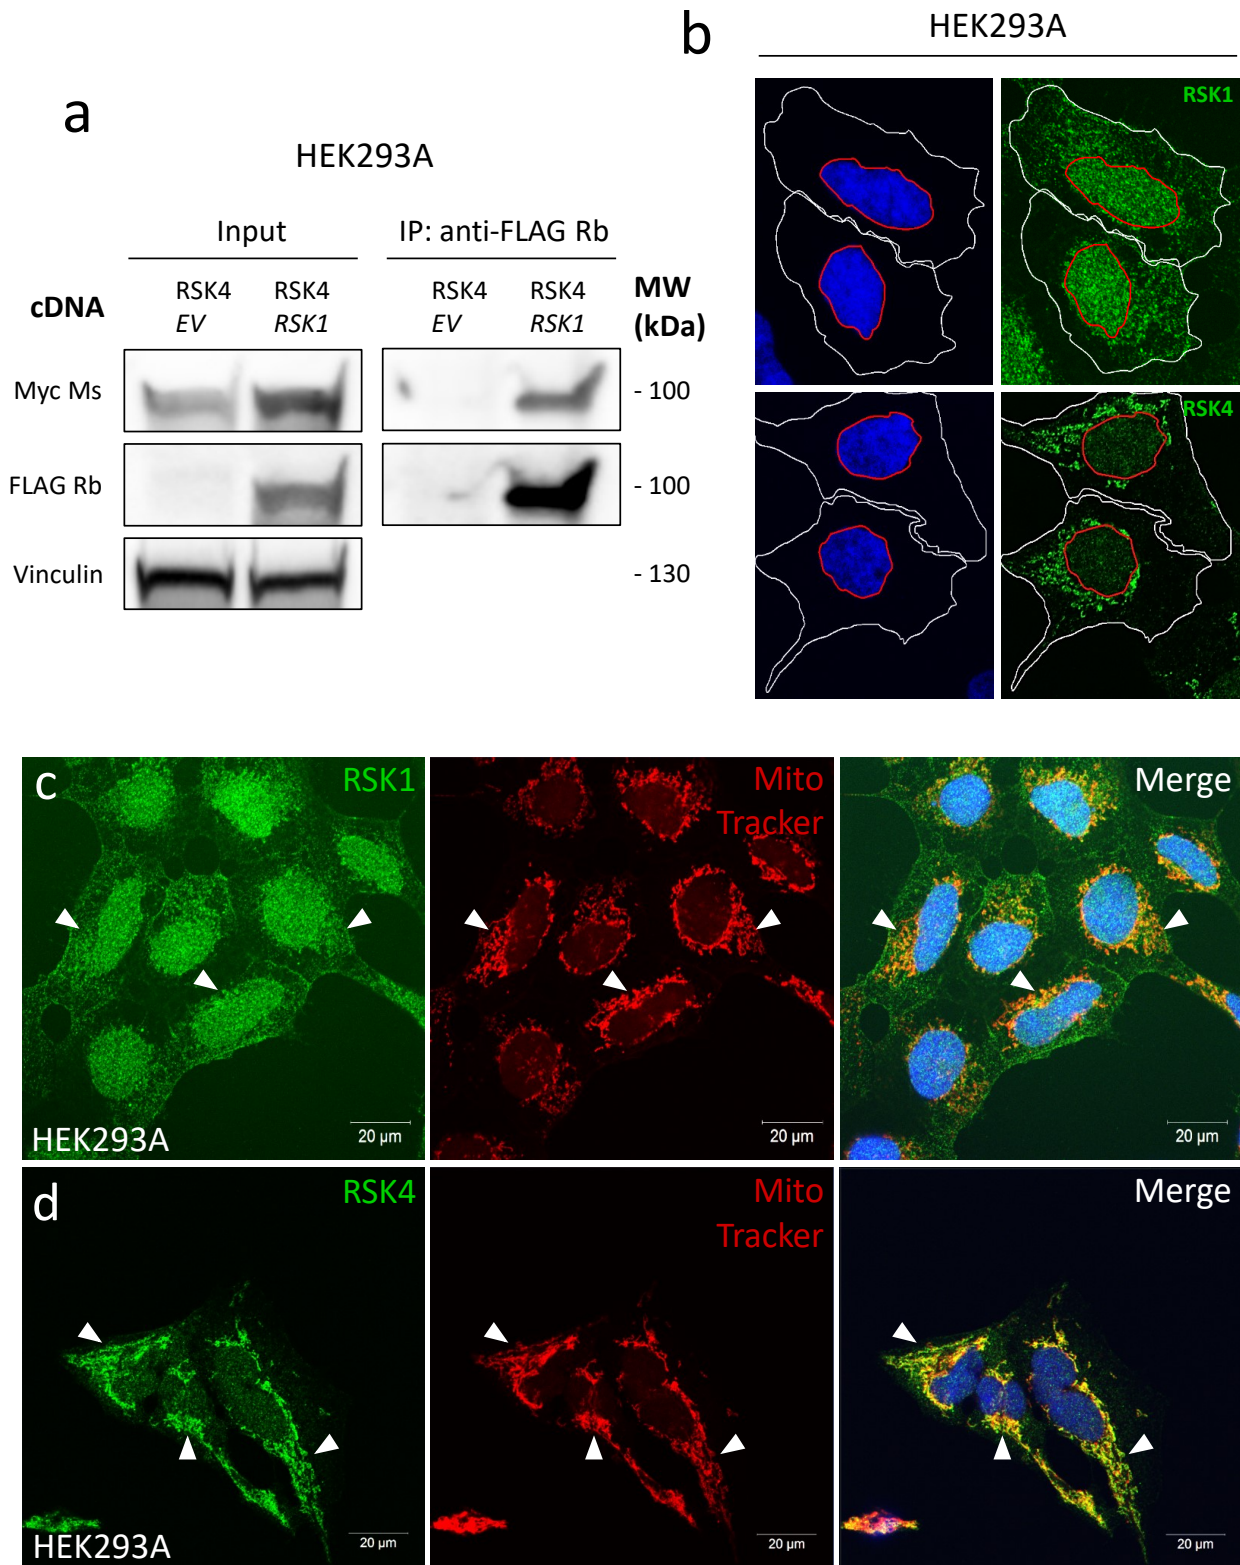 a
HEK293A
Input
IP: anti-FLAG Rb
cDNA
RSK4
EV
RSK4
RSK1
RSK4
EV
RSK4
RSK1
MW
(kDa)
Myc Ms
- 100
FLAG Rb
- 100
Vinculin
- 130
b
HEK293A
RSK1
RSK4
c
RSK1
HEK293A
20 µm
Mito
Tracker
20 µm
Merge
20 µm
d
RSK4
HEK293A
20 µm
Mito
Tracker
20 µm
Merge
20 µm